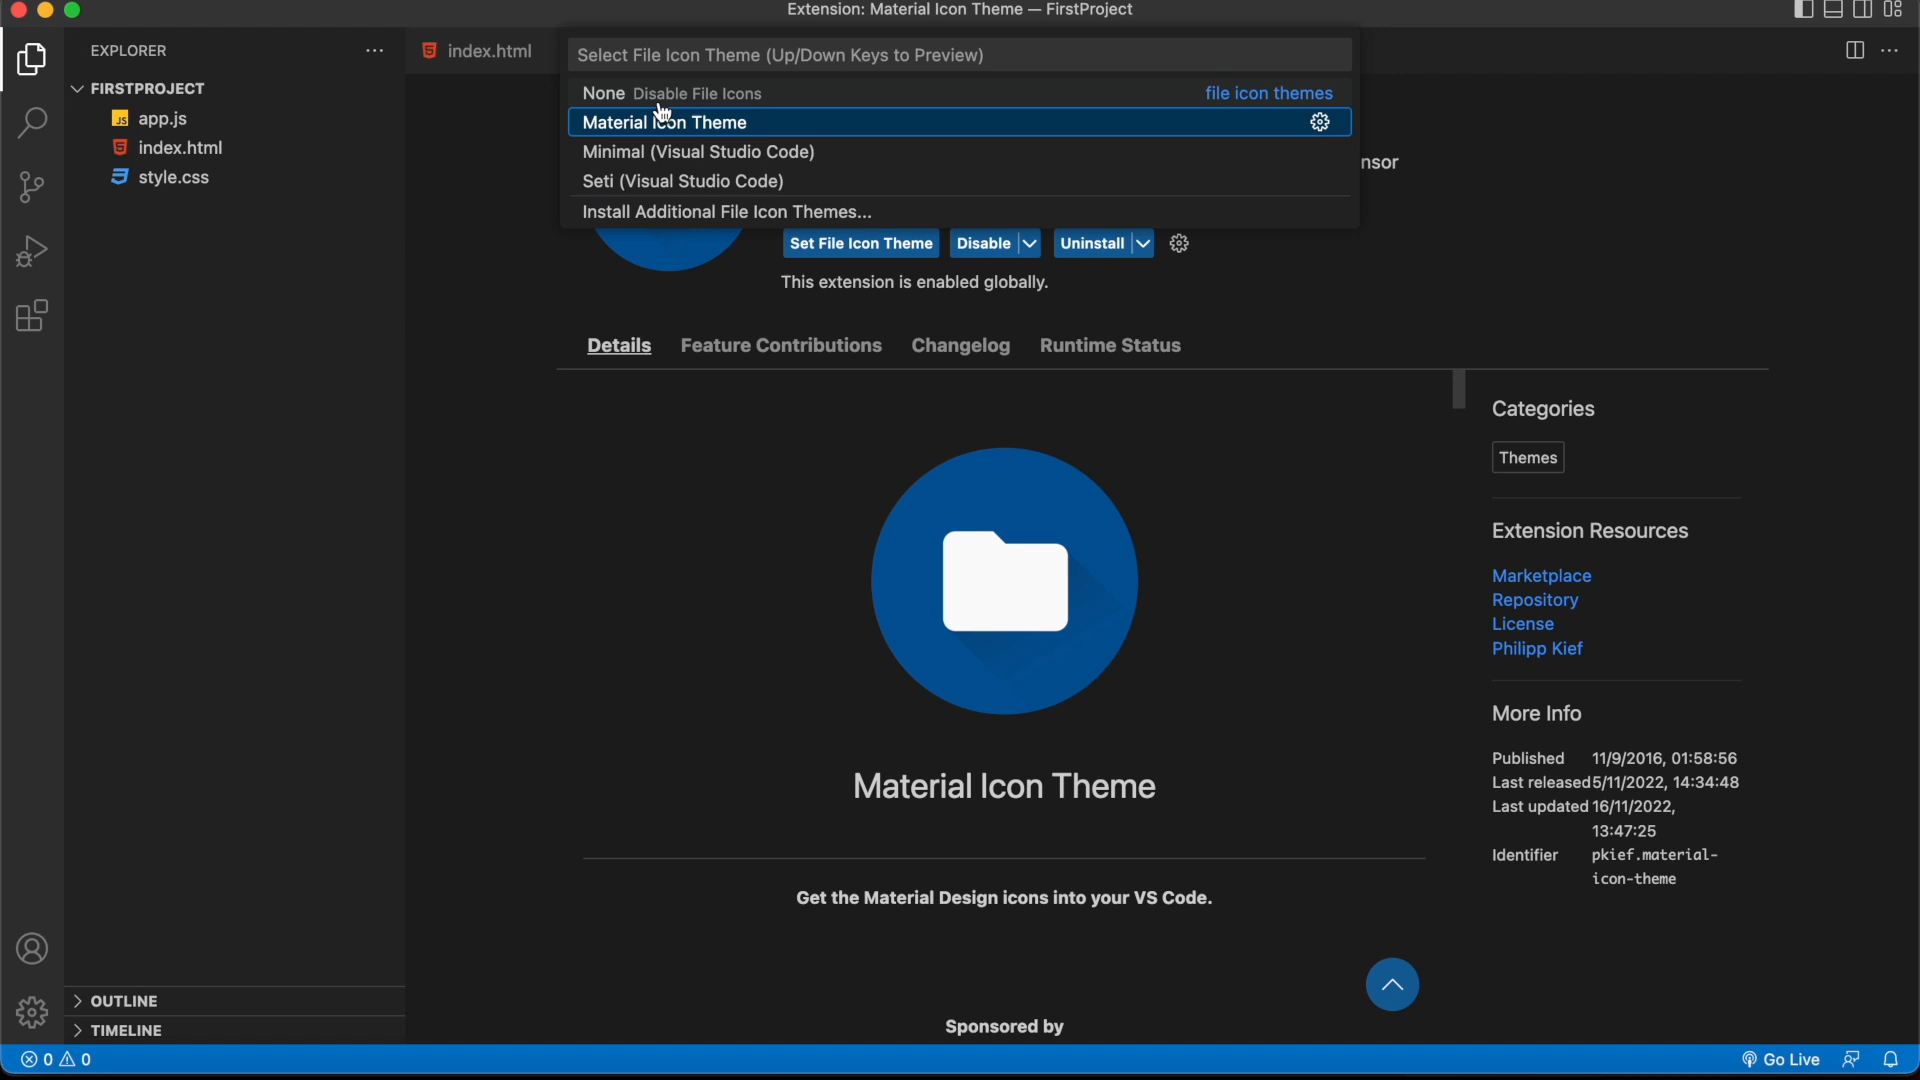 Extension: Material Icon Theme — FirstProject
EXPLORER
FIRSTPROJECT
JS app.js
index.html
style.css
OUTLINE
TIMELINE
index.html
Select File Icon Theme (Up/Down Keys to Preview)
None Disable File Icons file icon themes
Material Icon Theme
Minimal (Visual Studio Code)
Seti (Visual Studio Code)
Install Additional File Icon Themes...
nsor
Set File Icon Theme Disable Uninstall
This extension is enabled globally.
Details Feature Contributions Changelog Runtime Status
Material Icon Theme
Get the Material Design icons into your VS Code.
Sponsored by
Categories
Themes
Extension Resources
Marketplace
Repository
License
Philipp Kief
More Info
Published 11/9/2016, 01:58:56
Last released 5/11/2022, 14:34:48
Last updated 16/11/2022,
13:47:25
Identifier pkief.material-
icon-theme
0 0
Go Live